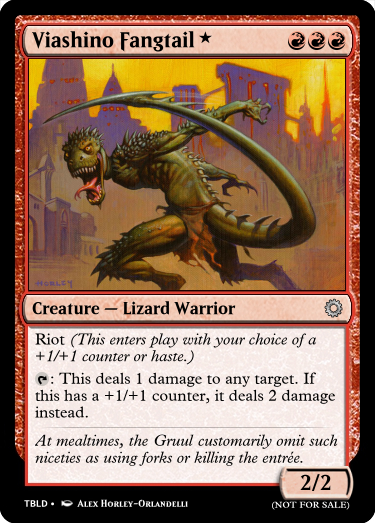 Viashino Fangtail ★
HORLEY
Creature — Lizard Warrior
Riot (This enters play with your choice of a
+1/+1 counter or haste.)
: This deals 1 damage to any target. If
this has a +1/+1 counter, it deals 2 damage
instead.
At mealtimes, the Gruul customarily omit such
niceties as using forks or killing the entrée.
2/2
TBLD • Alex Horley-Orlandelli
(NOT FOR SALE)